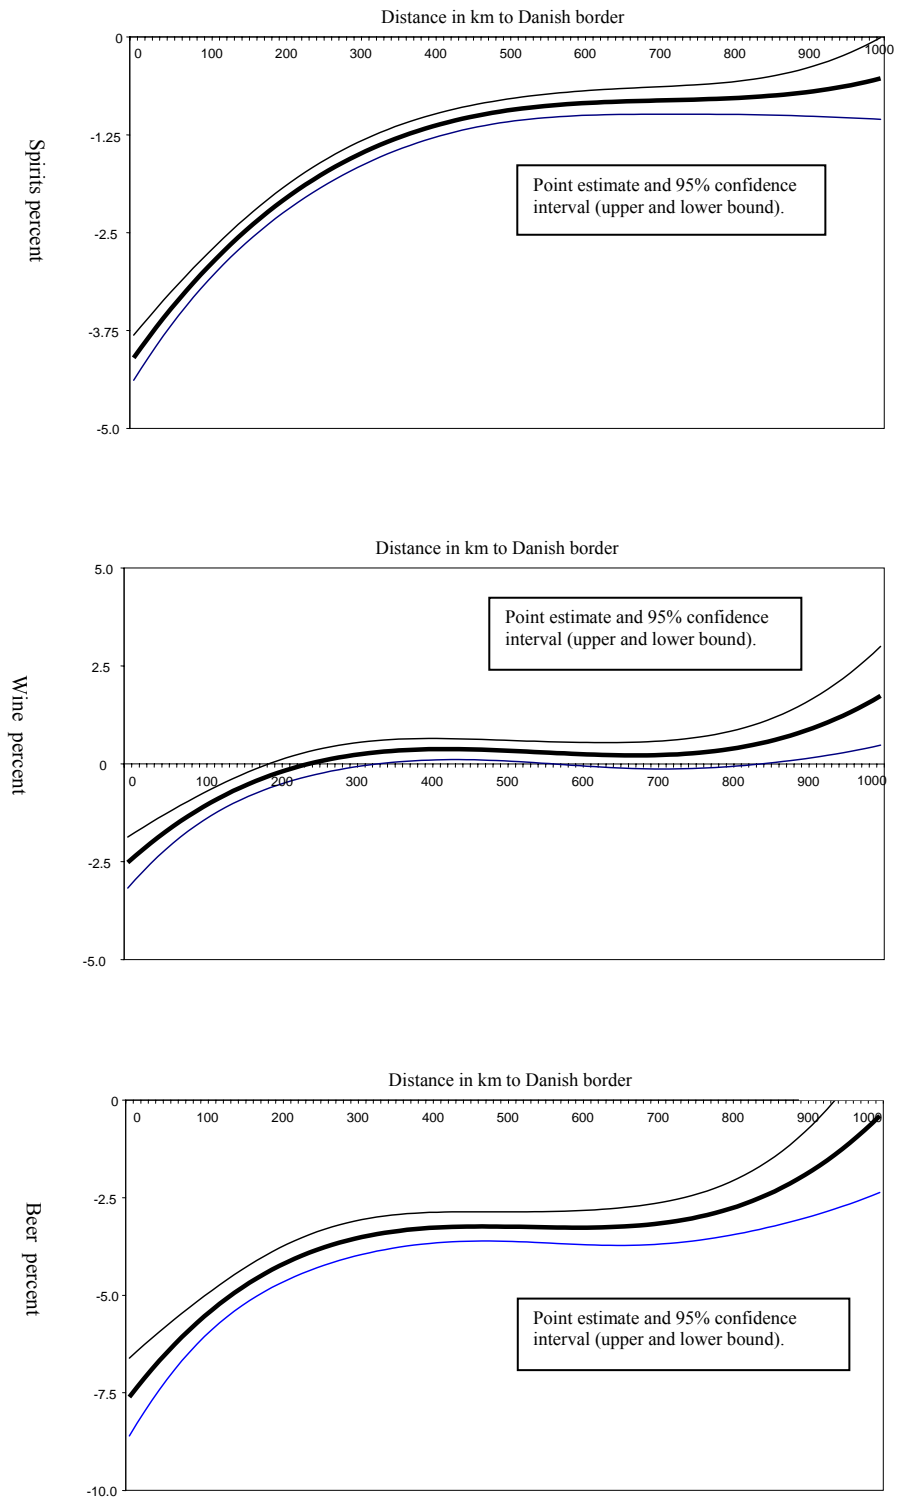 Distance in km to Danish border
0
0 100 200 300 400 500 600 700 800 900 1000
-1.25
-2.5
-3.75
-5.0
Spirits percent
Point estimate and 95% confidence
interval (upper and lower bound).
Distance in km to Danish border
5.0
2.5
0
-2.5
-5.0
0 100 200 300 400 500 600 700 800 900 1000
Wine percent
Point estimate and 95% confidence
interval (upper and lower bound).
Distance in km to Danish border
0
0 100 200 300 400 500 600 700 800 900 1000
-2.5
-5.0
-7.5
-10.0
Beer percent
Point estimate and 95% confidence
interval (upper and lower bound).